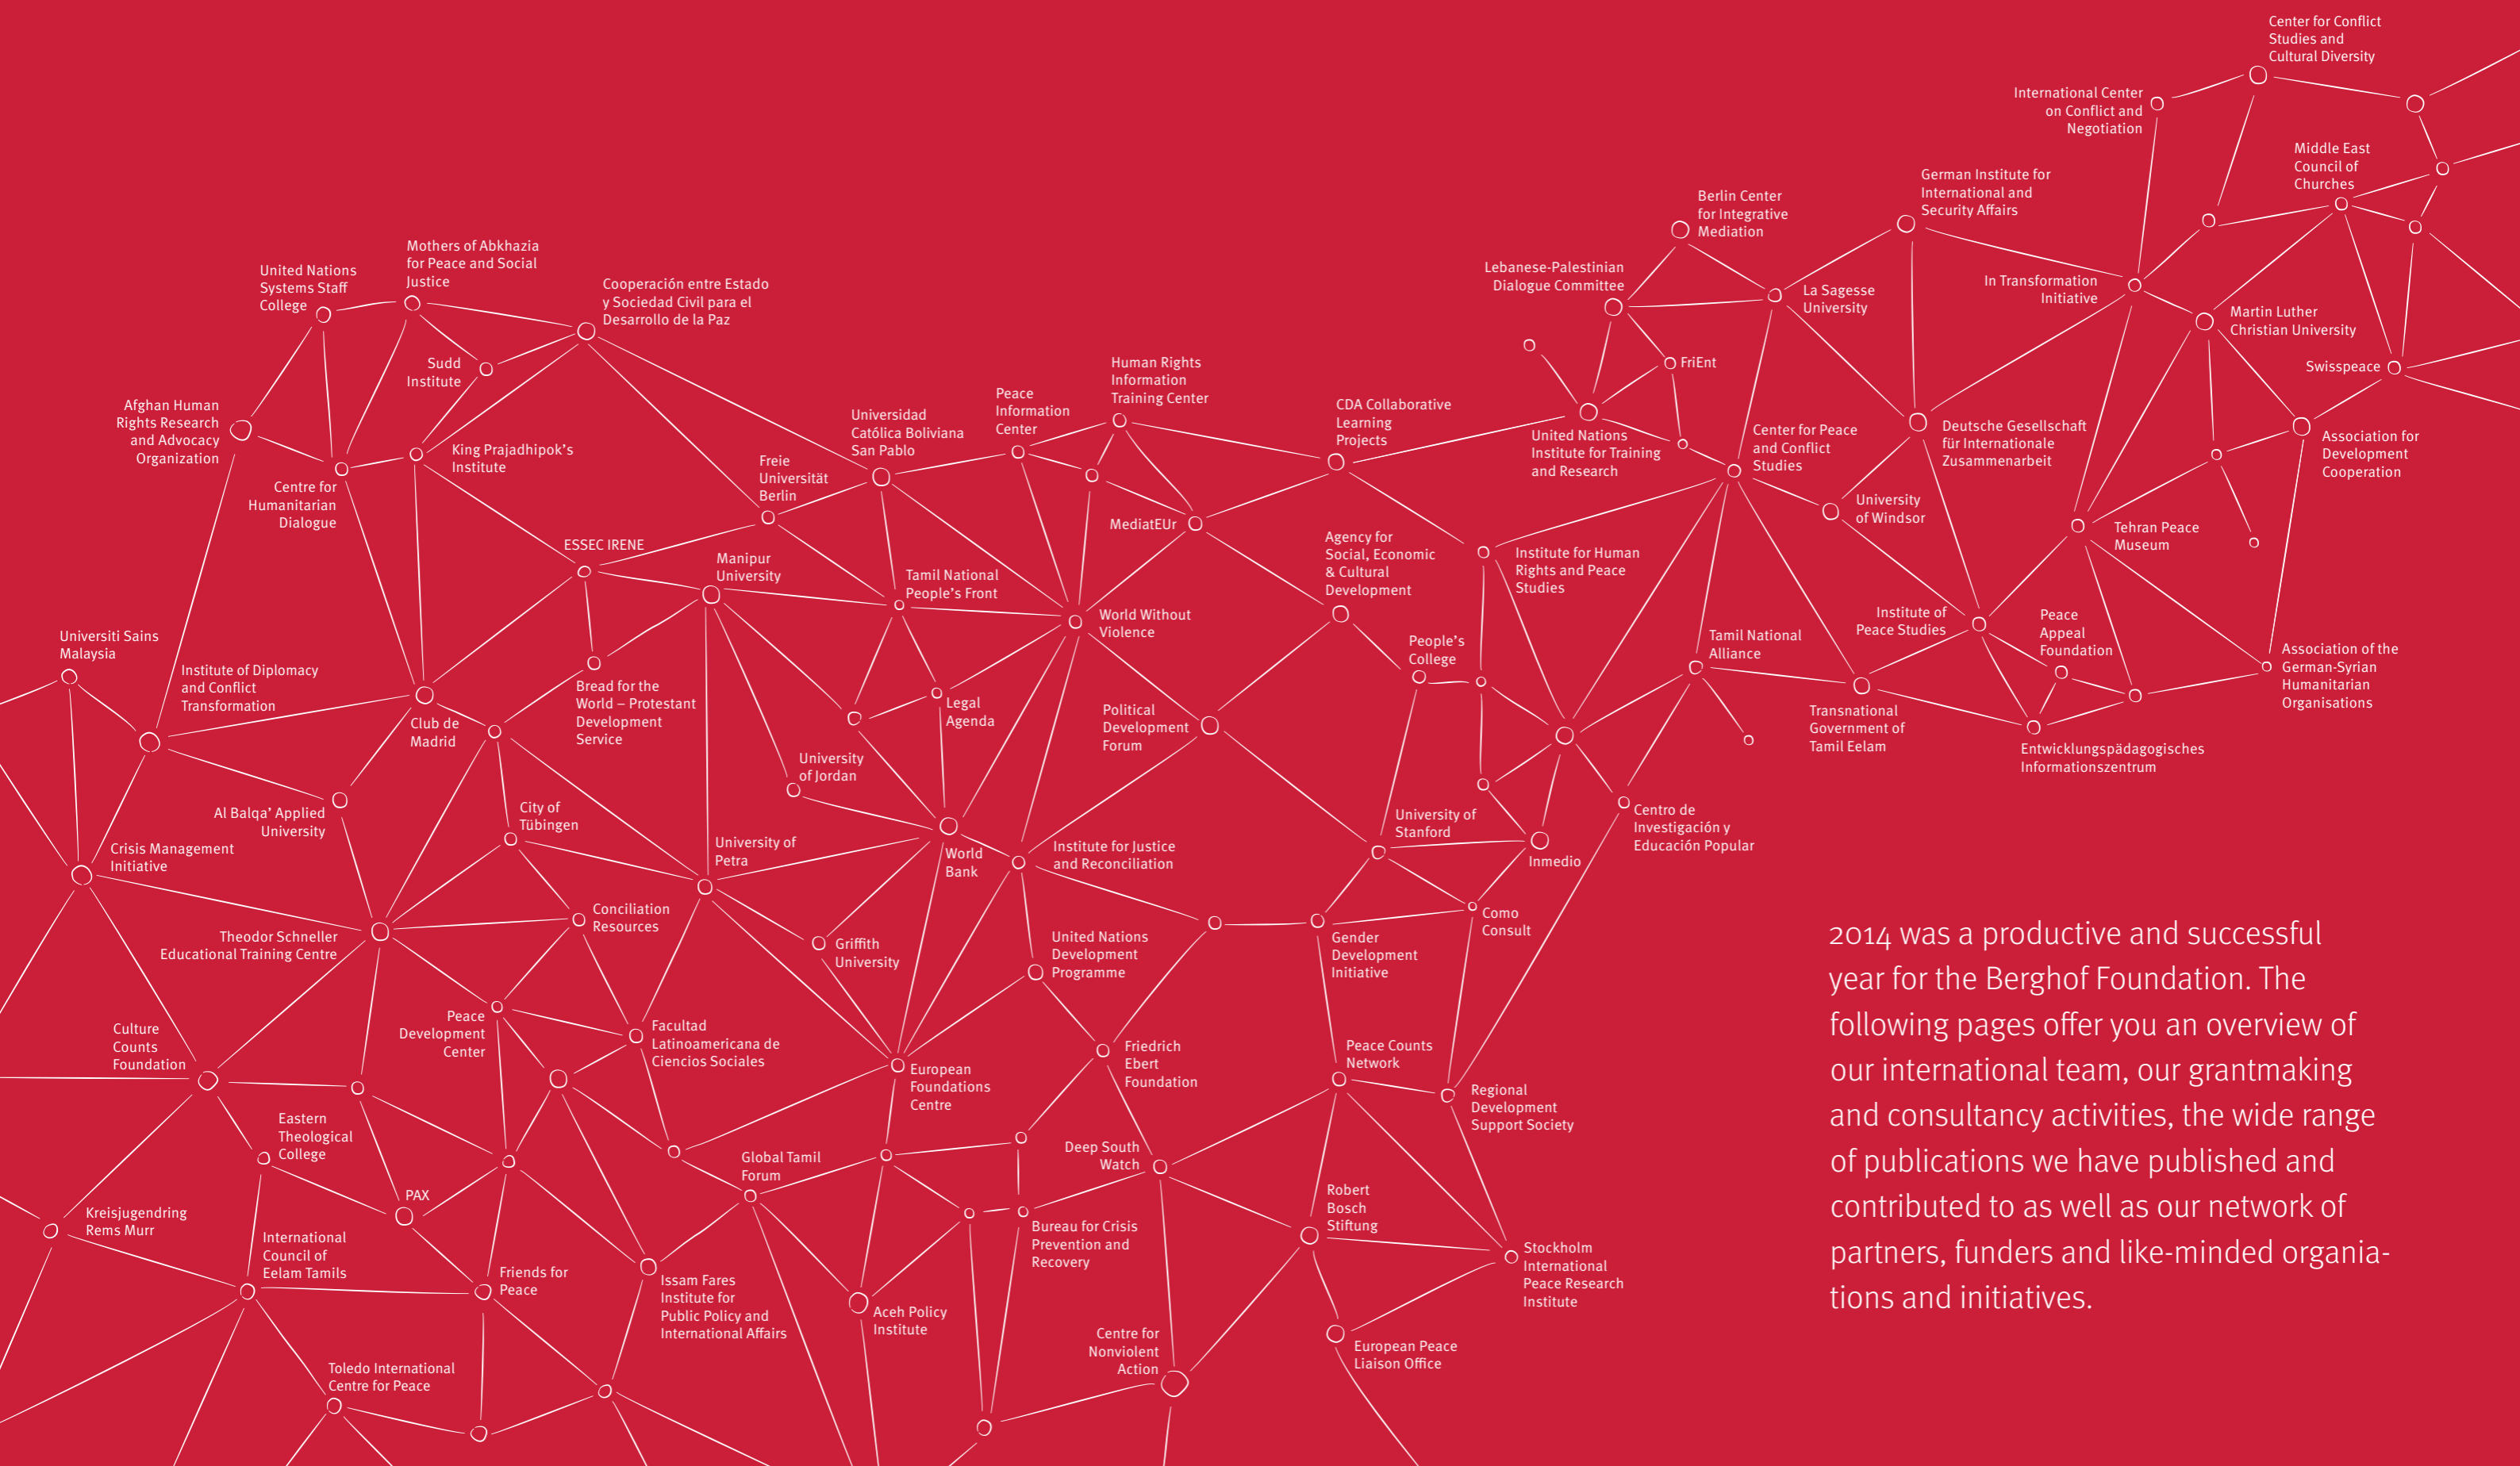 Center for Conflict
Studies and
Cultural Diversity
International Center
on Conflict and
Negotiation
Middle East
Council of
Churches
German Institute for
International and
Security Affairs
Berlin Center
for Integrative
Mediation
Mothers of Abkhazia
for Peace and Social
Justice
United Nations
Systems Staff
College
Cooperación entre Estado
y Sociedad Civil para el
Desarrollo de la Paz
Lebanese-Palestinian
Dialogue Committee
La Sagesse
University
In Transformation
Initiative
Martin Luther
Christian University
Sudd
Institute
Human Rights
Information
Training Center
FriEnt
Swisspeace
Afghan Human
Rights Research
and Advocacy
Organization
Peace
Information
Center
CDA Collaborative
Learning
Projects
Universidad
Católica Boliviana
San Pablo
King Prajadhipok's
Institute
Freie
Universität
Berlin
United Nations
Institute for Training
and Research
Center for Peace
and Conflict
Studies
Deutsche Gesellschaft
für Internationale
Zusammenarbeit
Association for
Development
Cooperation
Centre for
Humanitarian
Dialogue
University
of Windsor
MediatEUr
Tehran Peace
Museum
Agency for
Social, Economic
& Cultural
Development
ESSEC IRENE
Manipur
University
Institute for Human
Rights and Peace
Studies
Tamil National
People's Front
World Without
Violence
Institute of
Peace Studies
Peace
Appeal
Foundation
Universiti Sains
Malaysia
People's
College
Tamil National
Alliance
Association of the
German-Syrian
Humanitarian
Organisations
Institute of Diplomacy
and Conflict
Transformation
Bread for the
World – Protestant
Development
Service
Legal
Agenda
Political
Development
Forum
Transnational
Government of
Tamil Eelam
Club de
Madrid
Entwicklungspädagogisches
Informationszentrum
University
of Jordan
Al Balqa' Applied
University
City of
Tübingen
University of
Stanford
Centro de
Investigación y
Educación Popular
Crisis Management
Initiative
University of
Petra
World
Bank
Institute for Justice
and Reconciliation
Inmedio
Conciliation
Resources
Como
Consult
Theodor Schneller
Educational Training Centre
Griffith
University
United Nations
Development
Programme
Gender
Development
Initiative
Culture
Counts
Foundation
Peace
Development
Center
Facultad
Latinoamericana de
Ciencios Sociales
European
Foundations
Centre
Friedrich
Ebert
Foundation
Peace Counts
Network
Regional
Development
Support Society
Eastern
Theological
College
Global Tamil
Forum
Deep South
Watch
PAX
Robert
Bosch
Stiftung
Kreisjugendring
Rems Murr
Bureau for Crisis
Prevention and
Recovery
International
Council of
Eelam Tamils
Friends for
Peace
Issam Fares
Institute for
Public Policy and
International Affairs
Aceh Policy
Institute
Stockholm
International
Peace Research
Institute
Centre for
Nonviolent
Action
European Peace
Liaison Office
Toledo International
Centre for Peace
2014 was a productive and successful
year for the Berghof Foundation. The
following pages offer you an overview of
our international team, our grantmaking
and consultancy activities, the wide range
of publications we have published and
contributed to as well as our network of
partners, funders and like-minded organia-
tions and initiatives.